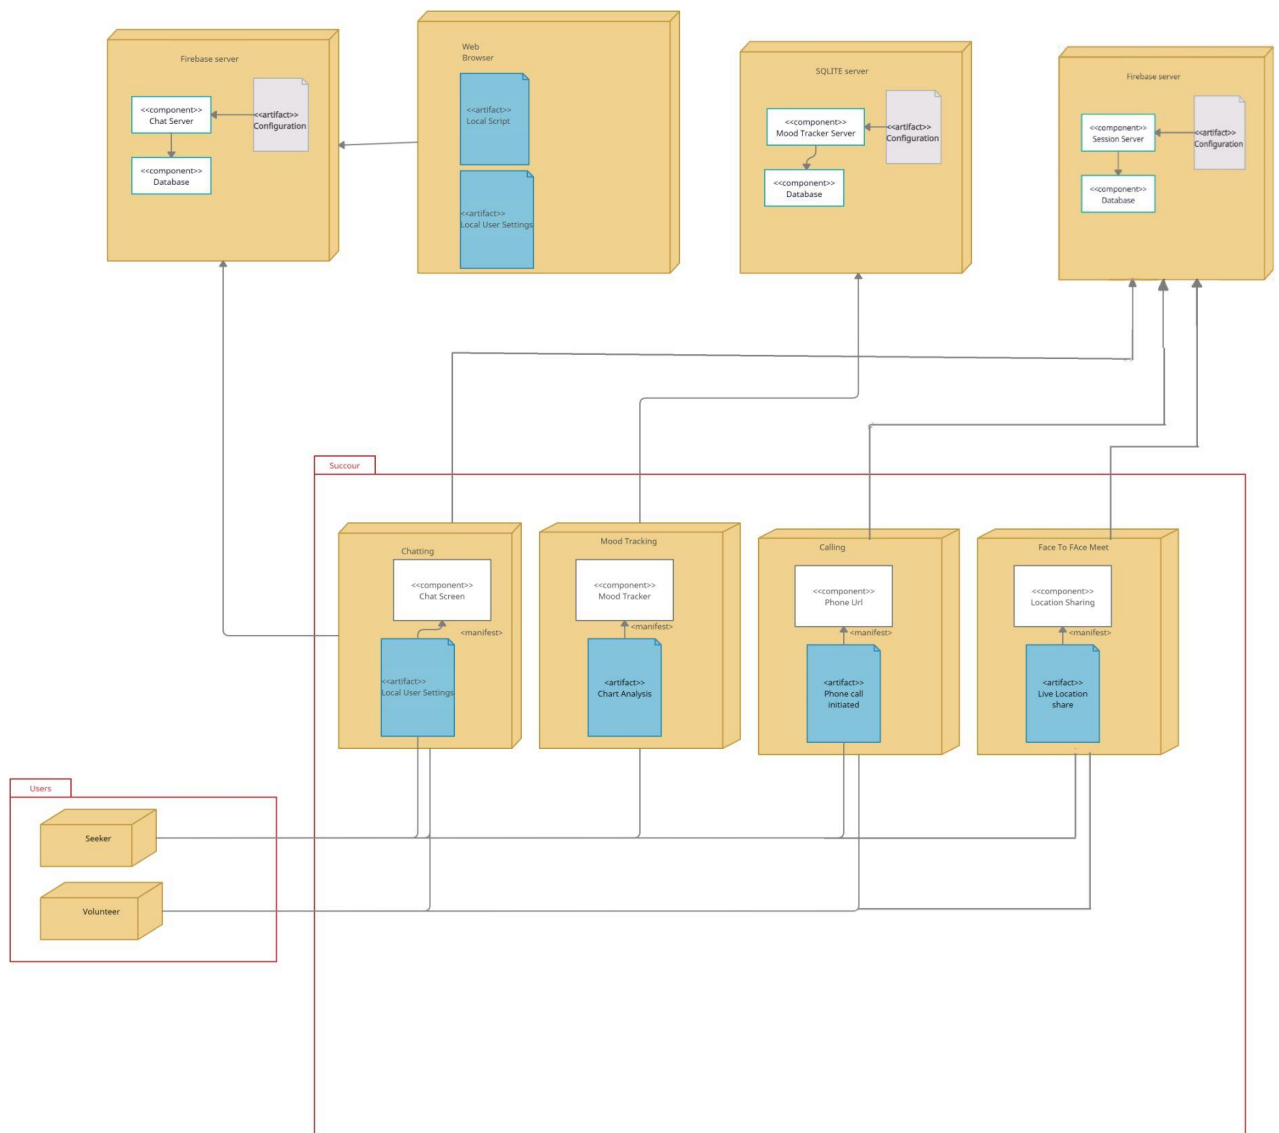 Firebase server
<<component>>
Chat Server
<<artifact>>
Configuration
<<component>>
Database
Web
Browser
<<artifact>>
Local Script
<<artifact>>
Local User Settings
SQLITE server
<<component>>
Mood Tracker Server
<<artifact>>
Configuration
<<component>>
Database
Firebase server
<<component>>
Session Server
<<artifact>>
Configuration
<<component>>
Database
Succour
Chatting
<<component>>
Chat Screen
<manifest>
<<artifact>>
Local User Settings
Mood Tracking
<<component>>
Mood Tracker
<manifest>
<artifact>>
Chart Analysis
Calling
<<component>>
Phone Url
<manifest>
<artifact>>
Phone call
initiated
Face To FAce Meet
<<component>>
Location Sharing
<manifest>
<artifact>>
Live Location
share
Users
Seeker
Volunteer